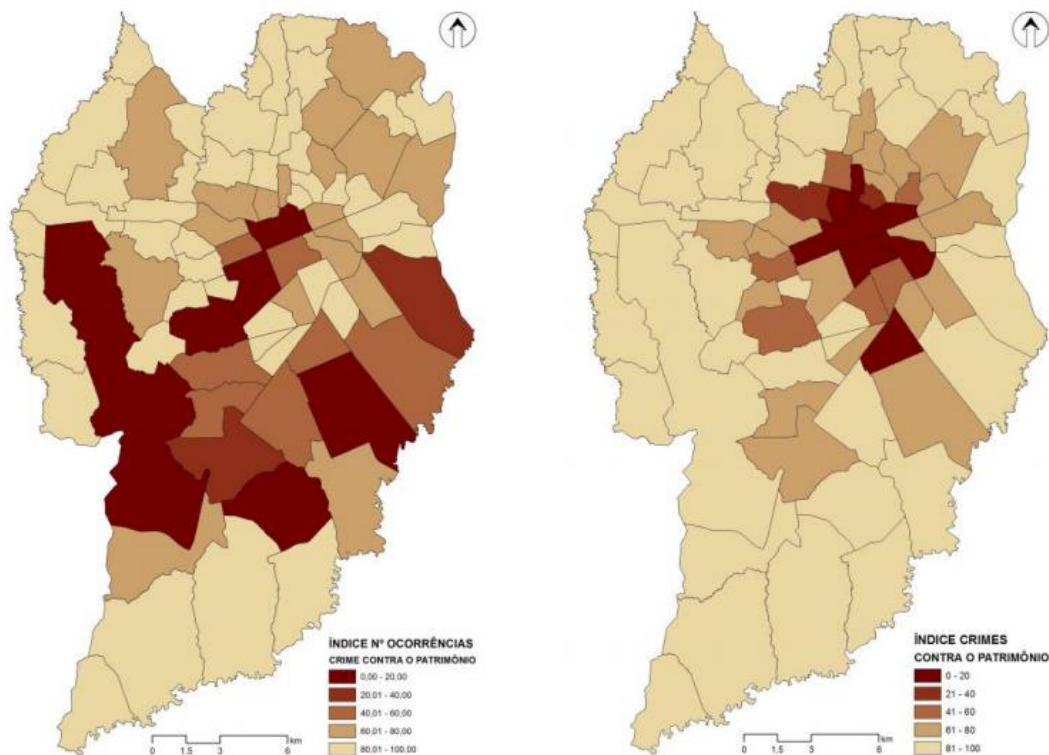 ÍNDICE Nº OCORRÊNCIAS
CRIME CONTRA O PATRIMÔNIO
0,00 - 20,00
20,01 - 40,00
40,01 - 60,00
60,01 - 80,00
80,01 - 100,00
km
0 1,5 3 6
ÍNDICE CRIMES
CONTRA O PATRIMÔNIO
0 - 20
21 - 40
41 - 60
61 - 80
81 - 100
km
0 1,5 3 6